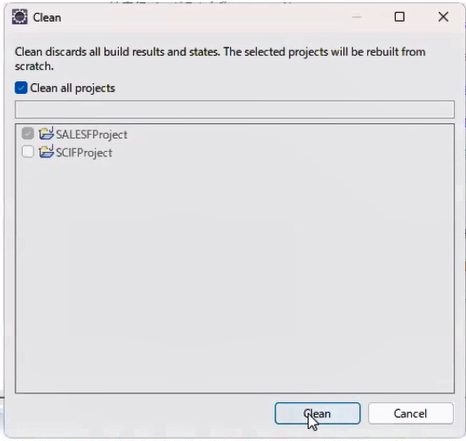 Clean
Clean discards all build results and states. The selected projects will be rebuilt from
scratch.
Clean all projects
SALESFProject
SCIFProject
Clean
Cancel